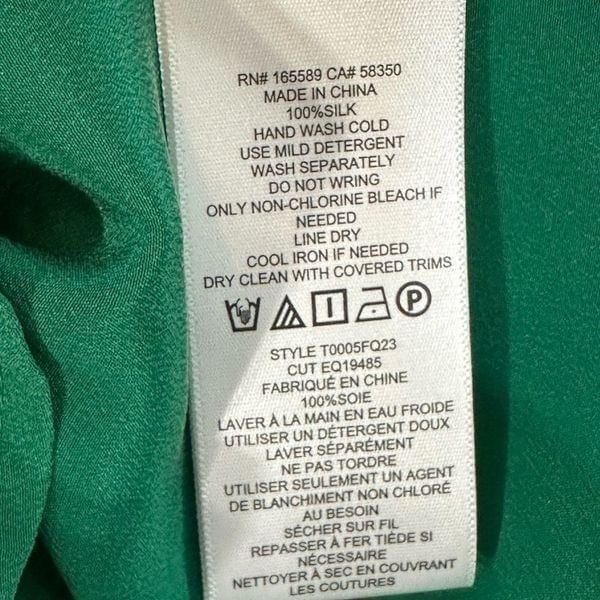 RN# 165589 CA# 58350
MADE IN CHINA
100%SILK
HAND WASH COLD
USE MILD DETERGENT
WASH SEPARATELY
DO NOT WRING
ONLY NON-CHLORINE BLEACH IF
NEEDED
LINE DRY
COOL IRON IF NEEDED
DRY CLEAN WITH COVERED TRIMS
P
STYLE T0005FQ23
CUT EQ19485
FABRIQUÉ EN CHINE
100%SOIE
LAVER À LA MAIN EN EAU FROIDE
UTILISER UN DÉTERGENT DOUX
LAVER SÉPARÉMENT
NE PAS TORDRE
UTILISER SEULEMENT UN AGENT
DE BLANCHIMENT NON CHLORÉ
AU BESOIN
SÉCHER SUR FIL
REPASSER À FER TIÉDE SI
NÉCESSAIRE
NETTOYER À SEC EN COUVRANT
LES COUTURES